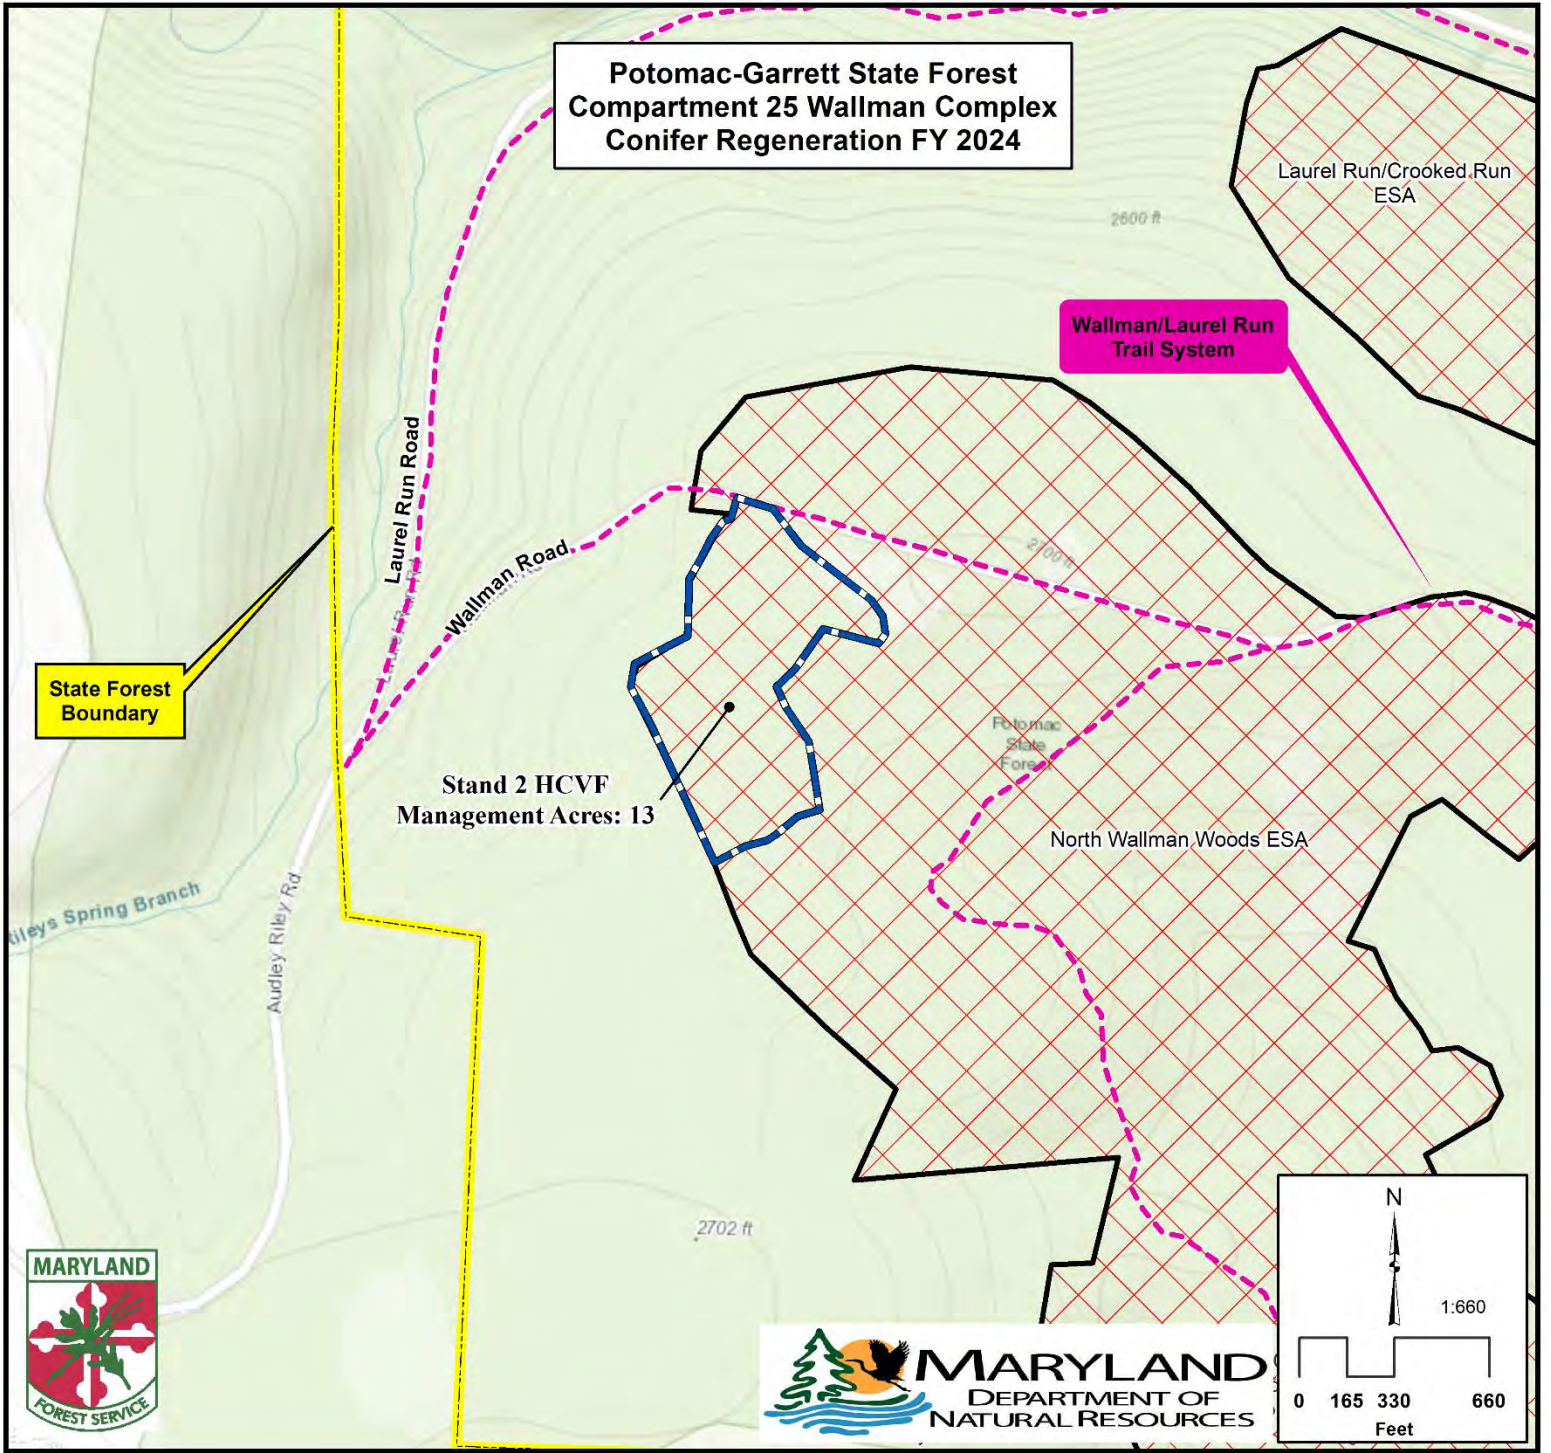 Potomac-Garrett State Forest
Compartment 25 Wallman Complex
Conifer Regeneration FY 2024
Laurel Run/Crooked Run
ESA
2600 ft
Wallman/Laurel Run
Trail System
Laurel Run Road
Laurel Run Rd
Wallman Road
2700 ft
State Forest
Boundary
Potomac
State
Forest
Stand 2 HCVF
Management Acres: 13
North Wallman Woods ESA
Spring Branch
Audley Riley Rd
2702 ft
MARYLAND
FOREST SERVICE
MARYLAND
DEPARTMENT OF
NATURAL RESOURCES
N
1:660
0 165 330 660
Feet